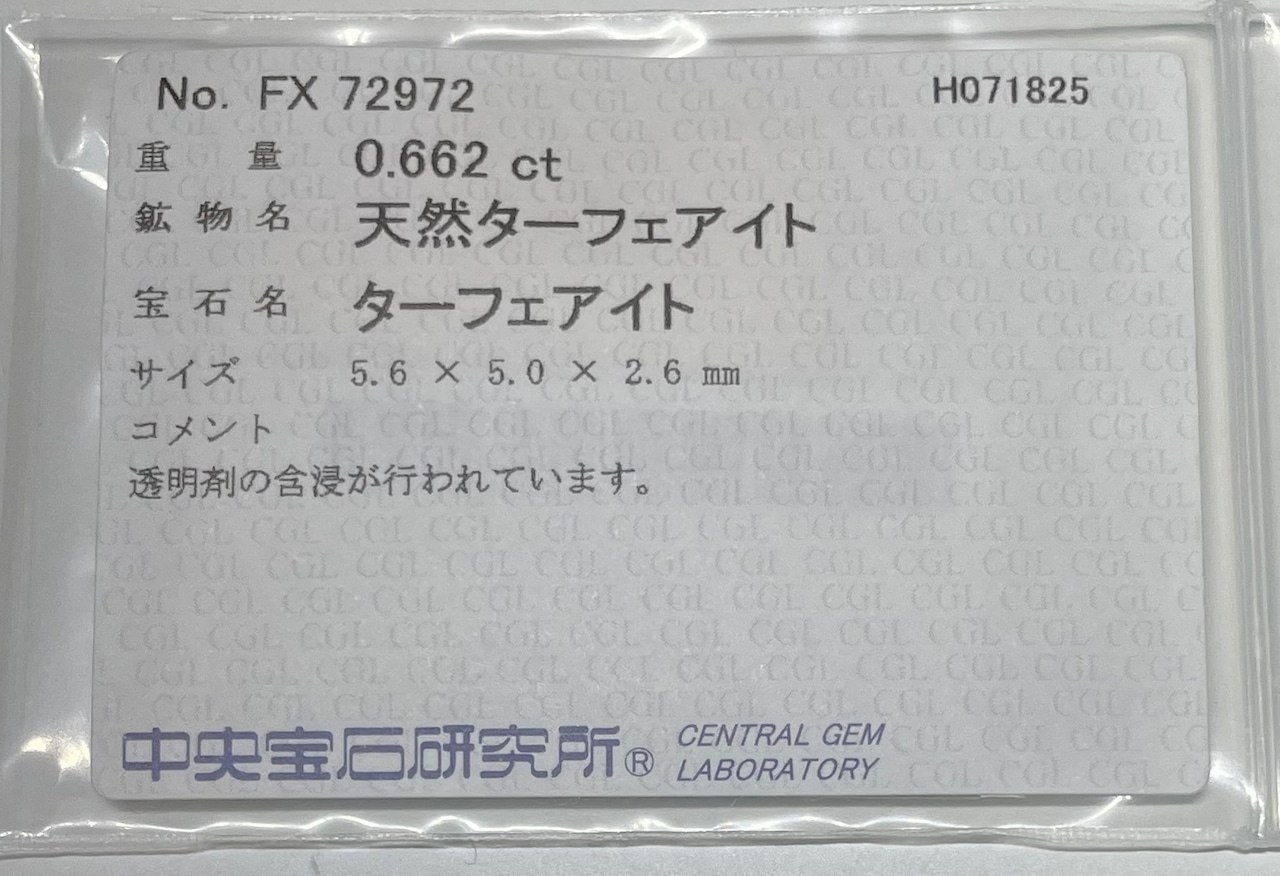 No. FX 72972 H071825
重量 0.662 ct
鉱物名 天然ターフェアイト
宝石名 ターフェアイト
サイズ 5.6 × 5.0 × 2.6 mm
コメント
透明剤の含浸が行われています。
中央宝石研究所® CENTRAL GEM LABORATORY